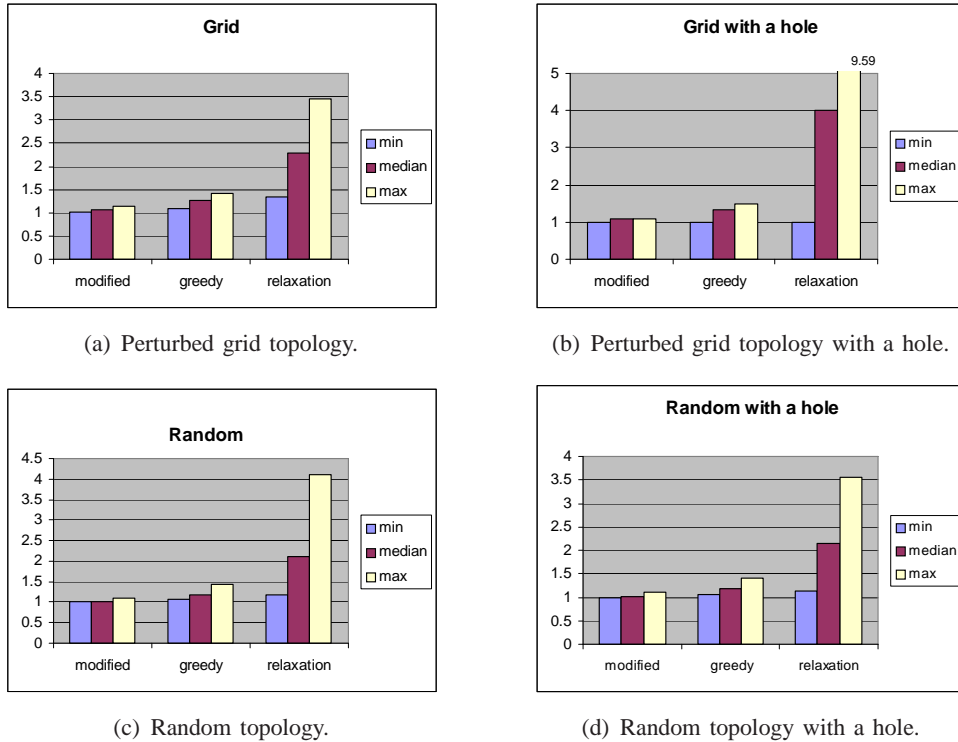 Grid
4
3.5
3
2.5
2
1.5
1
0.5
0
modified greedy relaxation
min
median
max
(a) Perturbed grid topology.
Grid with a hole
9.59
5
4
3
2
1
0
modified greedy relaxation
min
median
max
(b) Perturbed grid topology with a hole.
Random
4.5
4
3.5
3
2.5
2
1.5
1
0.5
0
modified greedy relaxation
min
median
max
(c) Random topology.
Random with a hole
4
3.5
3
2.5
2
1.5
1
0.5
0
modified greedy relaxation
min
median
max
(d) Random topology with a hole.